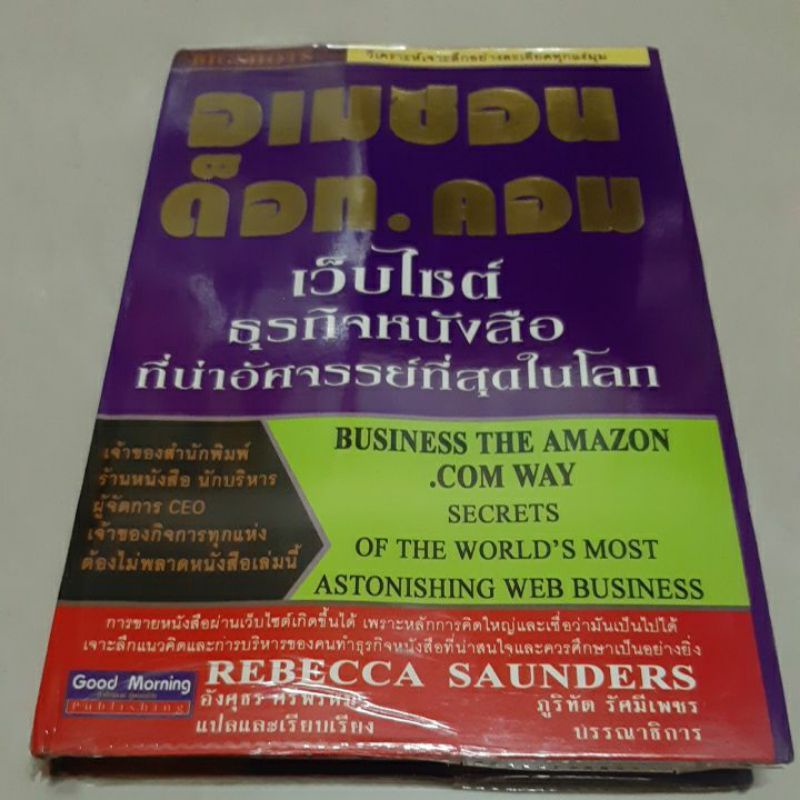 BIGSHOTS
วิเคราะห์เจาะลึกอย่างละเอียดทุกแง่มุม
อเมซอน
ด็อท.คอม
เว็บไซต์
ธุรกิจหนังสือ
ที่น่าอัศจรรย์ที่สุดในโลก
เจ้าของสำนักพิมพ์
ร้านหนังสือ นักบริหาร
ผู้จัดการ CEO
เจ้าของกิจการทุกแห่ง
ต้องไม่พลาดหนังสือเล่มนี้
BUSINESS THE AMAZON
.COM WAY
SECRETS
OF THE WORLD'S MOST
ASTONISHING WEB BUSINESS
การขายหนังสือผ่านเว็บไซต์เกิดขึ้นได้ เพราะหลักการคิดใหญ่และเชื่อว่ามันเป็นไปได้
เจาะลึกแนวคิดและการบริหารของคนทำธุรกิจหนังสือที่น่าสนใจและควรศึกษาเป็นอย่างยิ่ง
Good Morning
Publishing
REBECCA SAUNDERS
อังศุธร
แปลและเรียบเรียง
ภูริทัต รัศมีเพชร
บรรณาธิการ